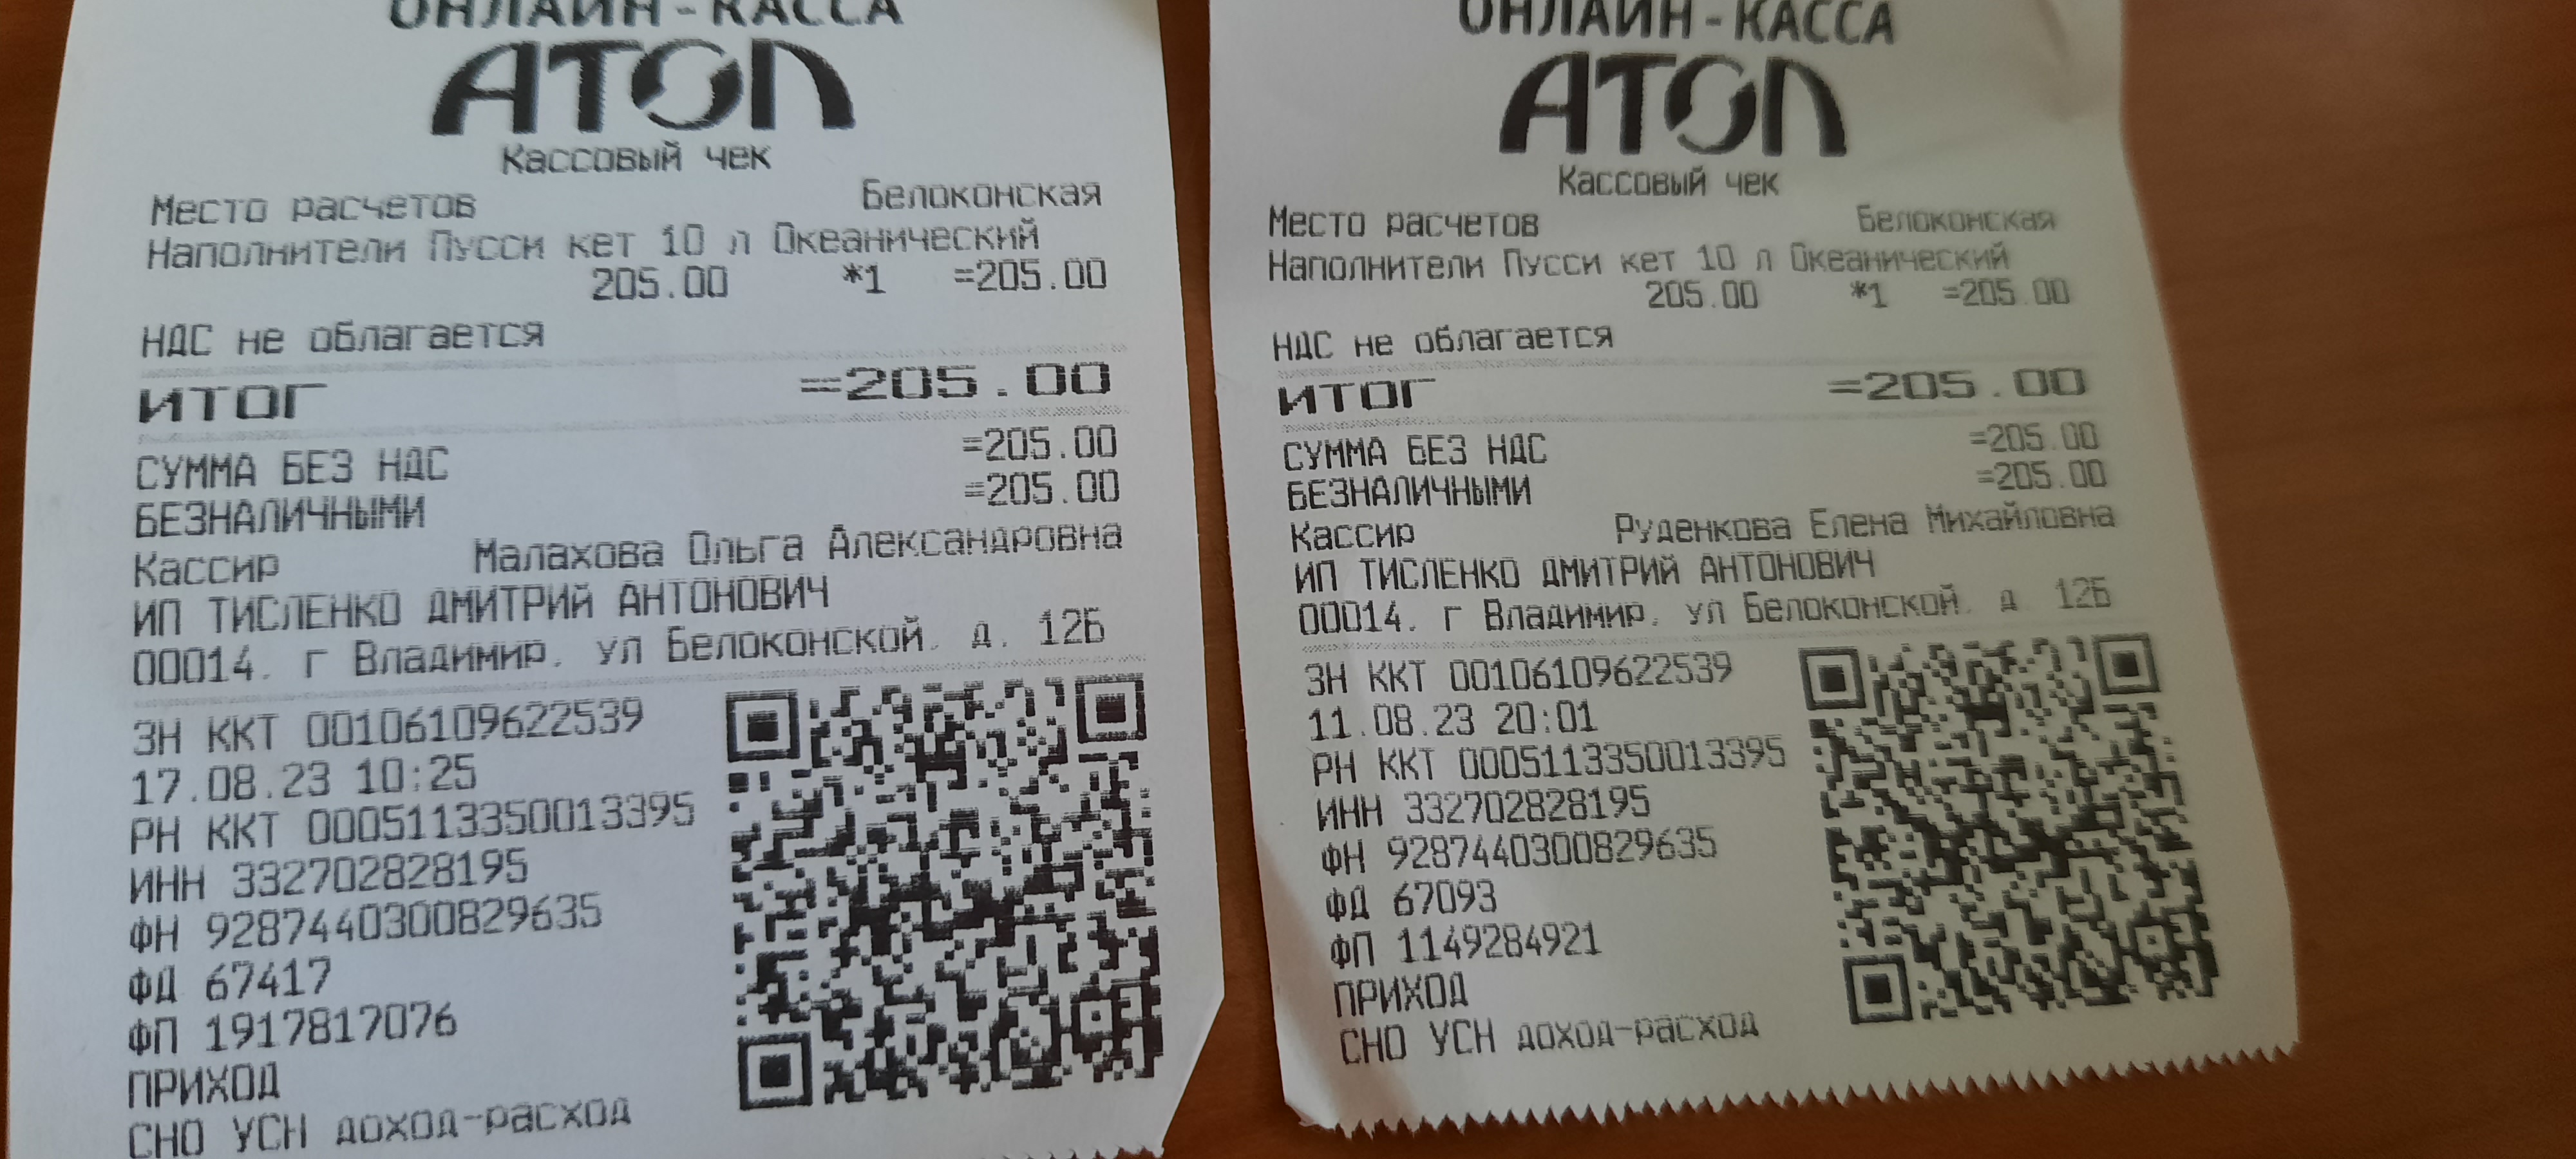 ОНЛАЙН-КАССА
АТОЛ
Кассовый чек
Место расчетов Белоконская
Наполнители Пусси кет 10 л Океанический
205.00 *1 =205.00
НДС не облагается
ИТОГ =205.00
СУММА БЕЗ НДС =205.00
БЕЗНАЛИЧНЫМИ =205.00
Кассир Малахова Ольга Александровна
ИП ТИСЛЕНКО ДМИТРИЙ АНТОНОВИЧ
00014. г Владимир, ул Белоконской, д. 12Б
ЗН ККТ 00106109622539
17.08.23 10:25
РН ККТ 0005113350013395
ИНН 332702828195
ФН 9287440300829635
ФД 67417
ФП 1917817076
ПРИХОД
СНО УСН доход-расход
ОНЛАЙН-КАССА
АТОЛ
Кассовый чек
Место расчетов Белоконская
Наполнители Пусси кет 10 л Океанический
205.00 *1 =205.00
НДС не облагается
ИТОГ =205.00
СУММА БЕЗ НДС =205.00
БЕЗНАЛИЧНЫМИ =205.00
Кассир Руденкова Елена Михайловна
ИП ТИСЛЕНКО ДМИТРИЙ АНТОНОВИЧ
00014. г Владимир, ул Белоконской, д. 12Б
ЗН ККТ 00106109622539
11.08.23 20:01
РН ККТ 0005113350013395
ИНН 332702828195
ФН 9287440300829635
ФД 67093
ФП 1149284921
ПРИХОД
СНО УСН доход-расход